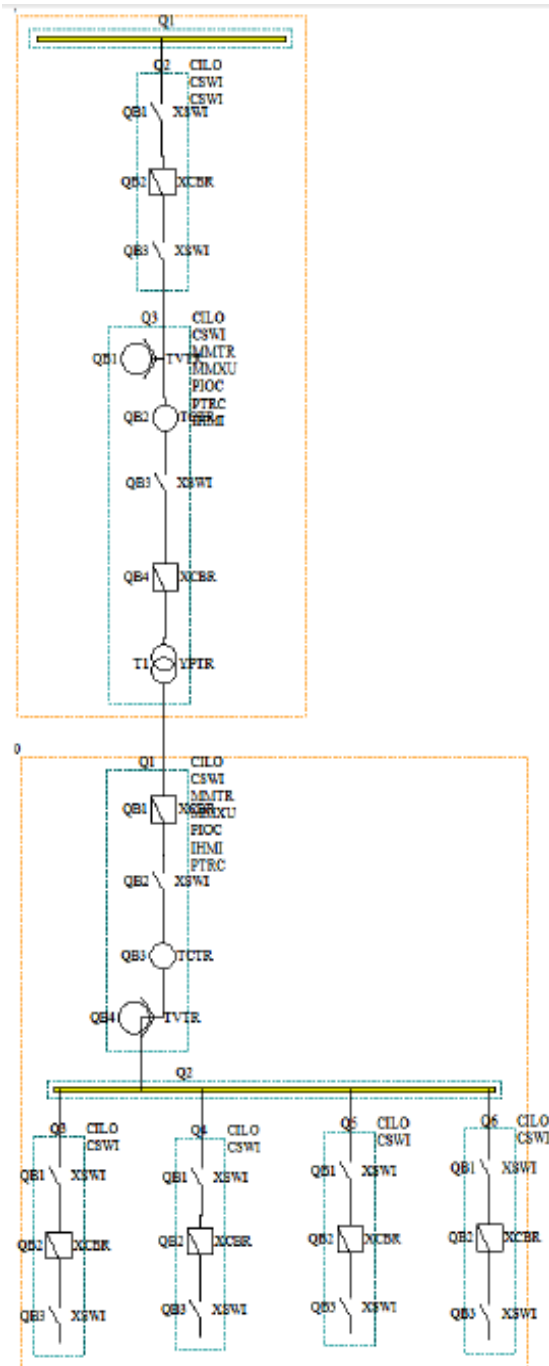 Q1
Q2 CILO
CSWI
CSWI
QB1 XSWI
QB2 XCBR
QB3 XSWI
Q3 CILO
CSWI
MMTR
QB1 TVTR MMXU
PIOC
PTRC
QB2 TCTR IHMI
QB3 XSWI
QB4 XCBR
T1 YPTR
0
Q1 CILO
CSWI
MMTR
QB1 XCBR MMXU
PIOC
IHMI
PTRC
QB2 XSWI
QB3 TCTR
QB4 TVTR
Q2
Q3 CILO Q4 CILO Q5 CILO Q6 CILO
CSWI CSWI CSWI CSWI
QB1 XSWI QB1 XSWI QB1 XSWI QB1 XSWI
QB2 XCBR QB2 XCBR QB2 XCBR QB2 XCBR
QB3 XSWI QB3 XSWI QB3 XSWI QB3 XSWI